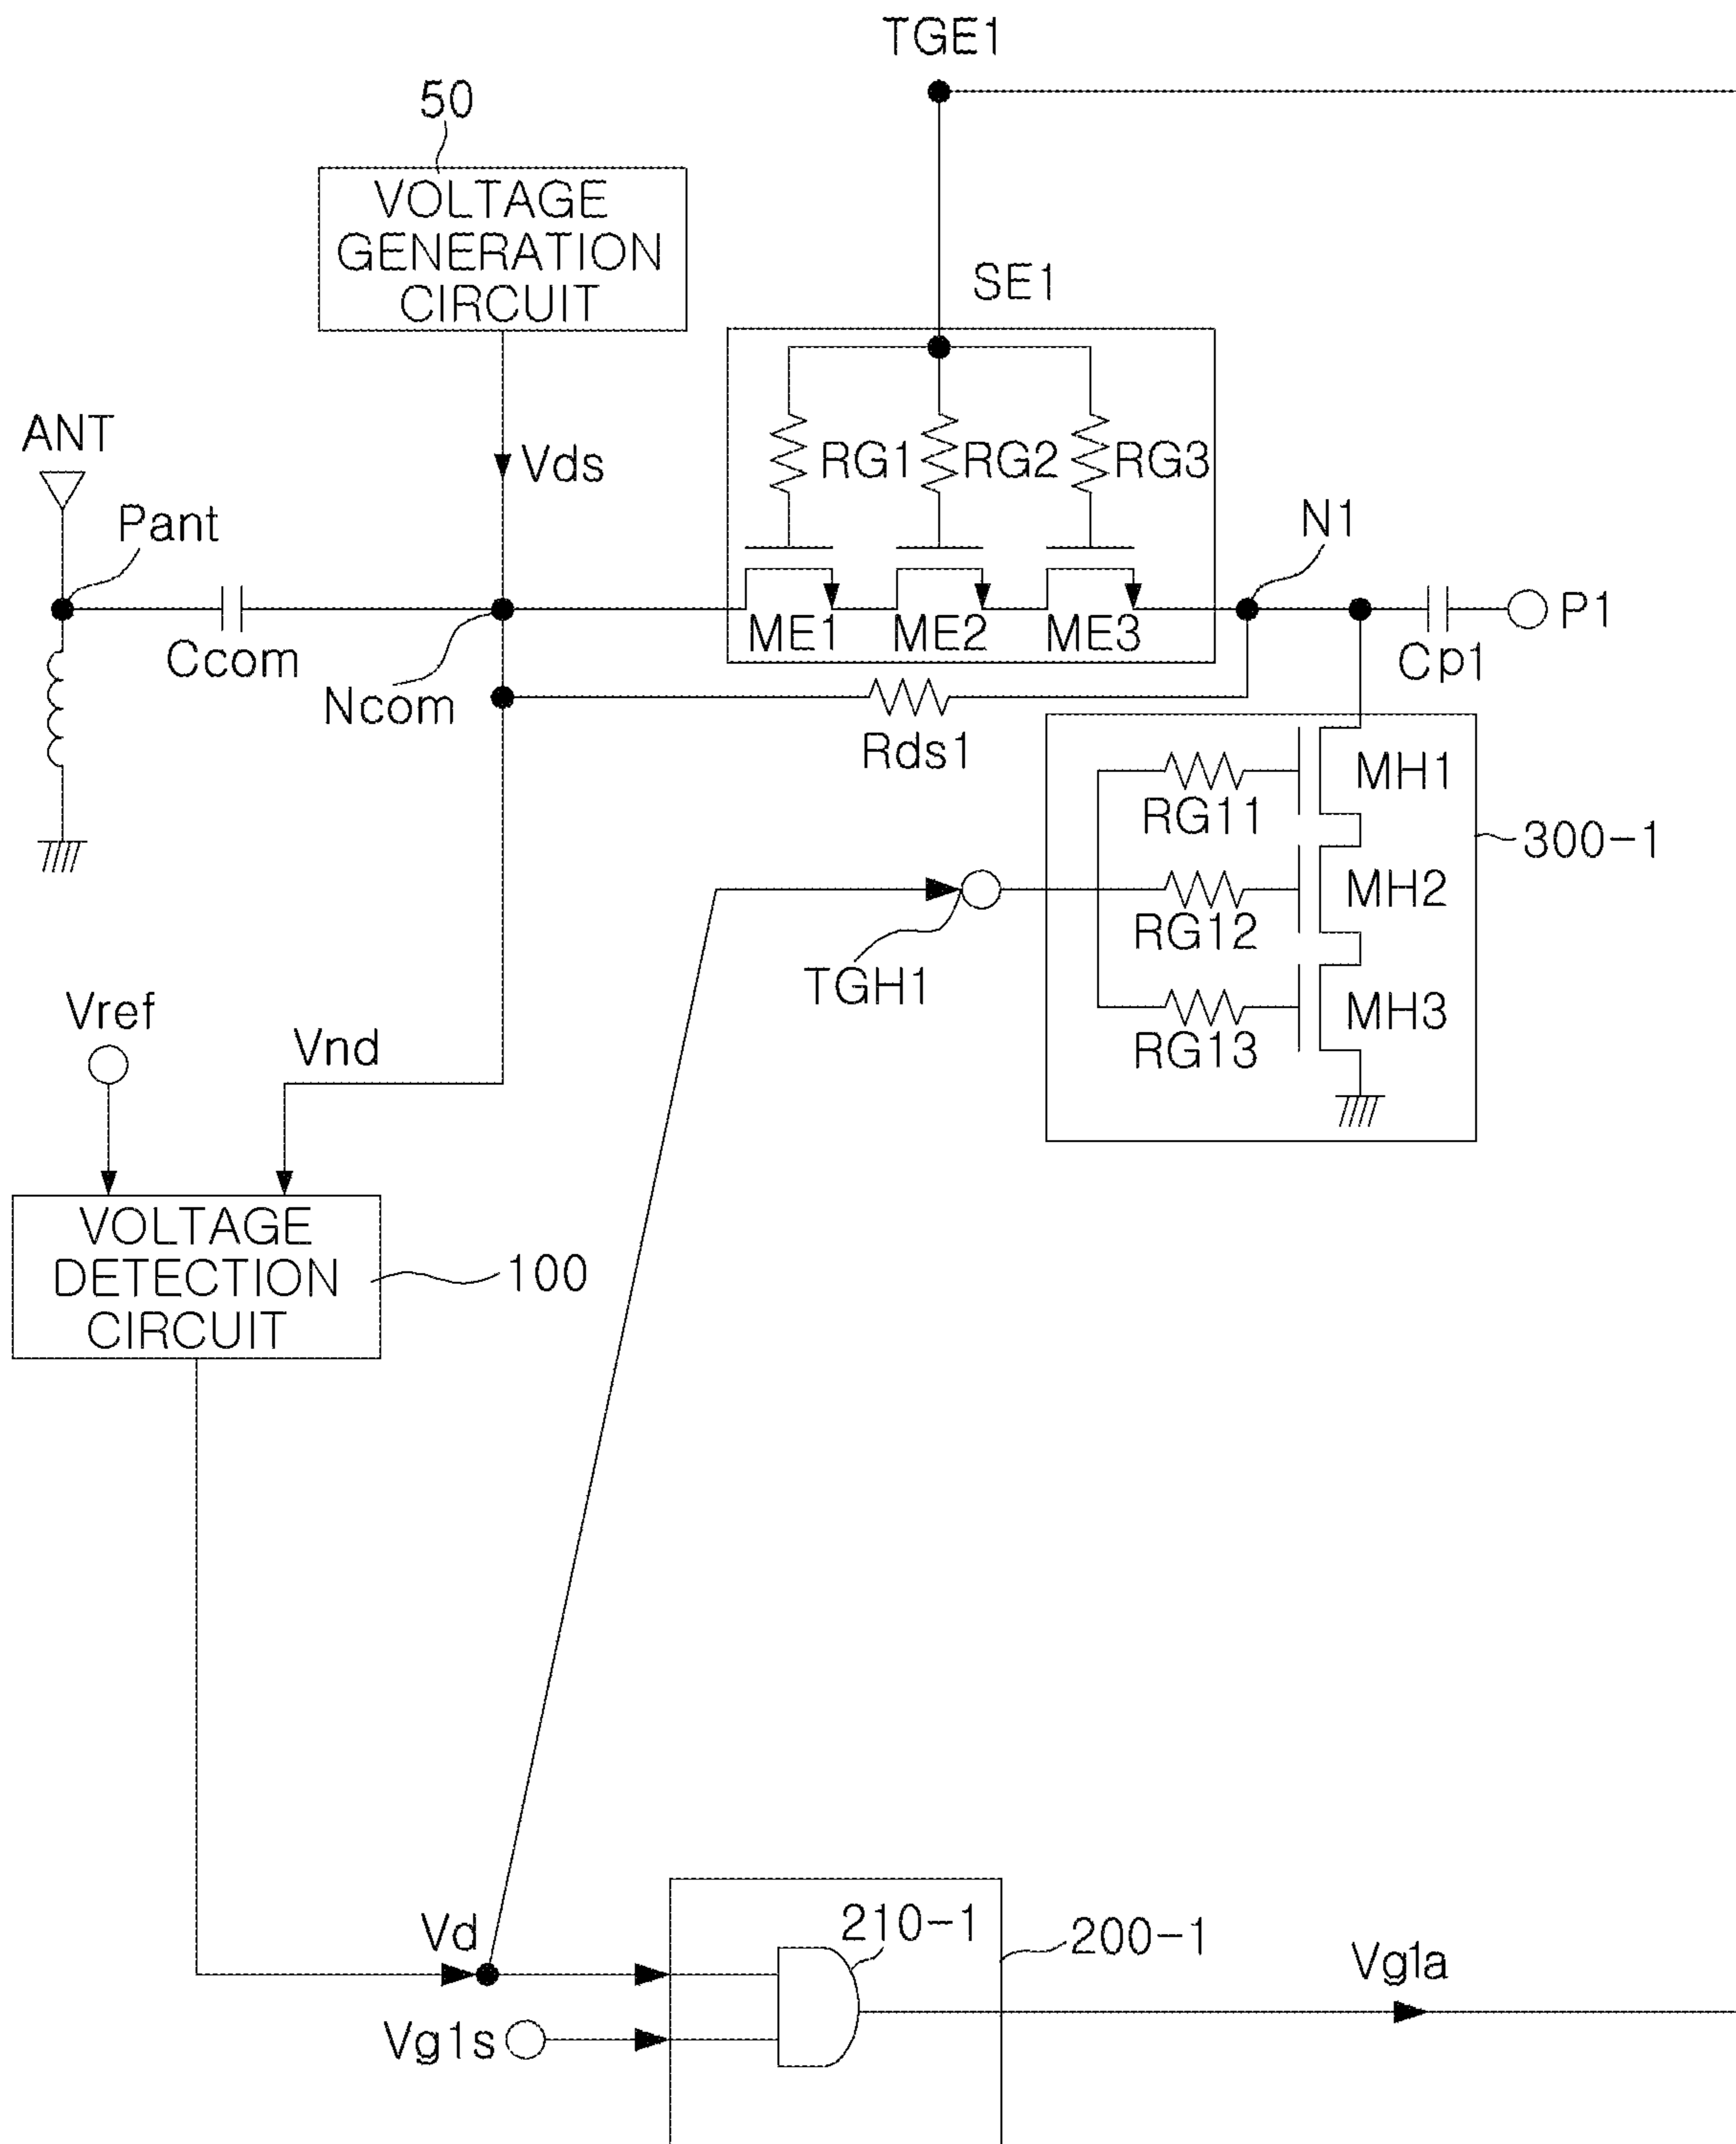 TGE1
50
VOLTAGE
GENERATION
CIRCUIT
SE1
ANT
Vds
RG1
RG2
RG3
Pant
N1
Ccom
ME1
ME2
ME3
P1
Cp1
Ncom
Rds1
MH1
RG11
300-1
MH2
RG12
TGH1
MH3
RG13
Vref
Vnd
VOLTAGE
DETECTION
CIRCUIT
100
Vd
210-1
200-1
Vg1a
Vg1s